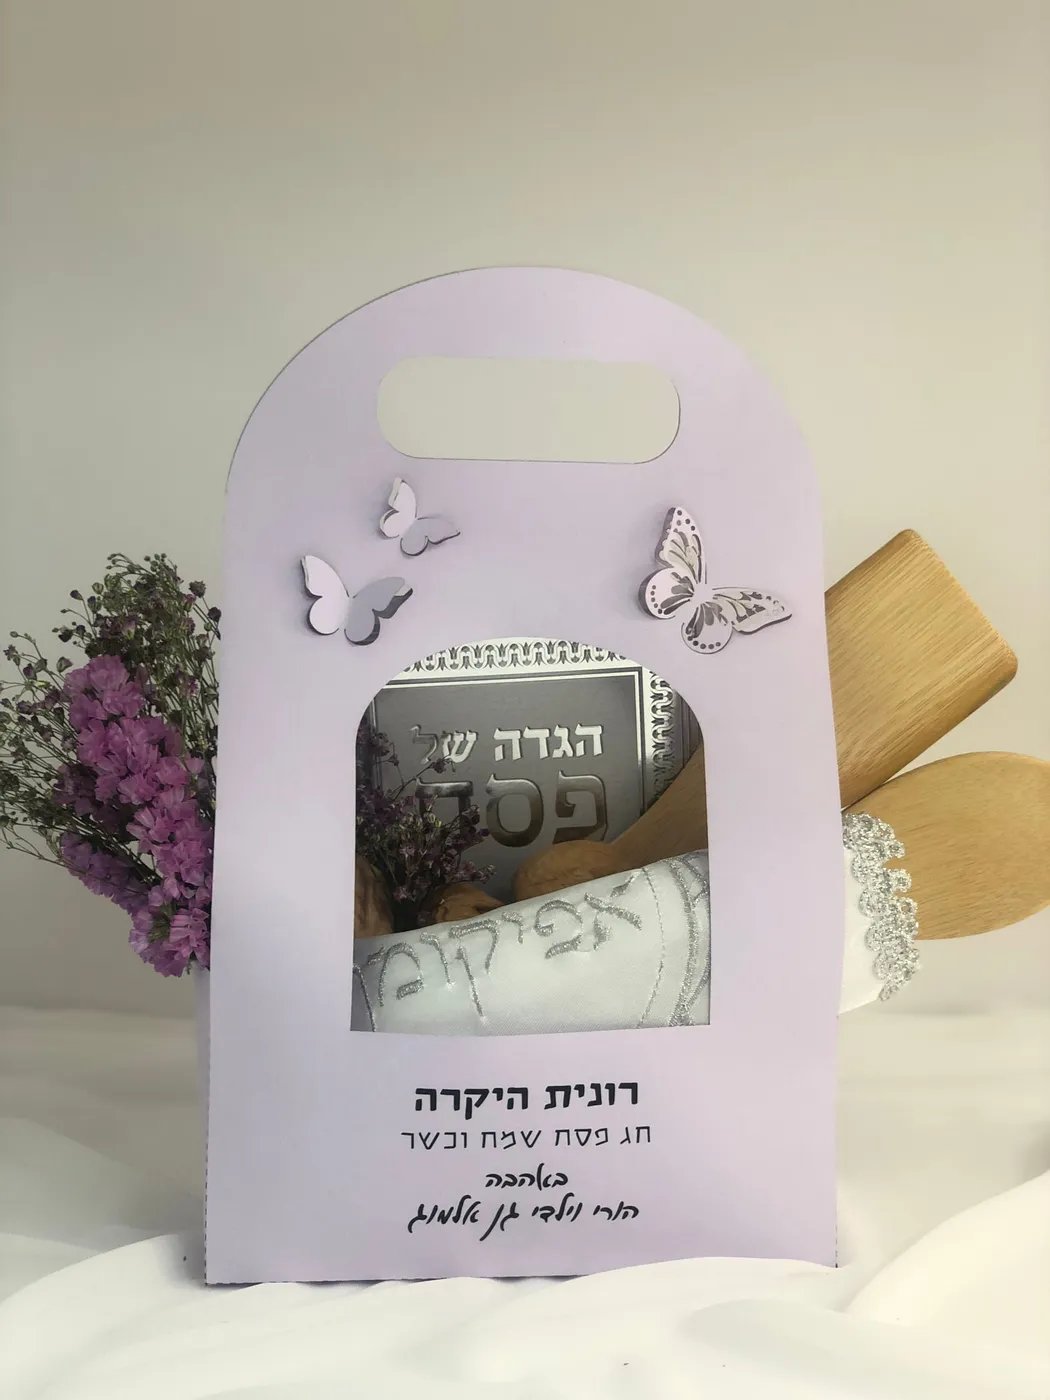 הגדה של
פסח
אפיקומן
רונית היקרה
חג פסח שמח וכשר
באהבה
הורי וילדי גן אלמוג